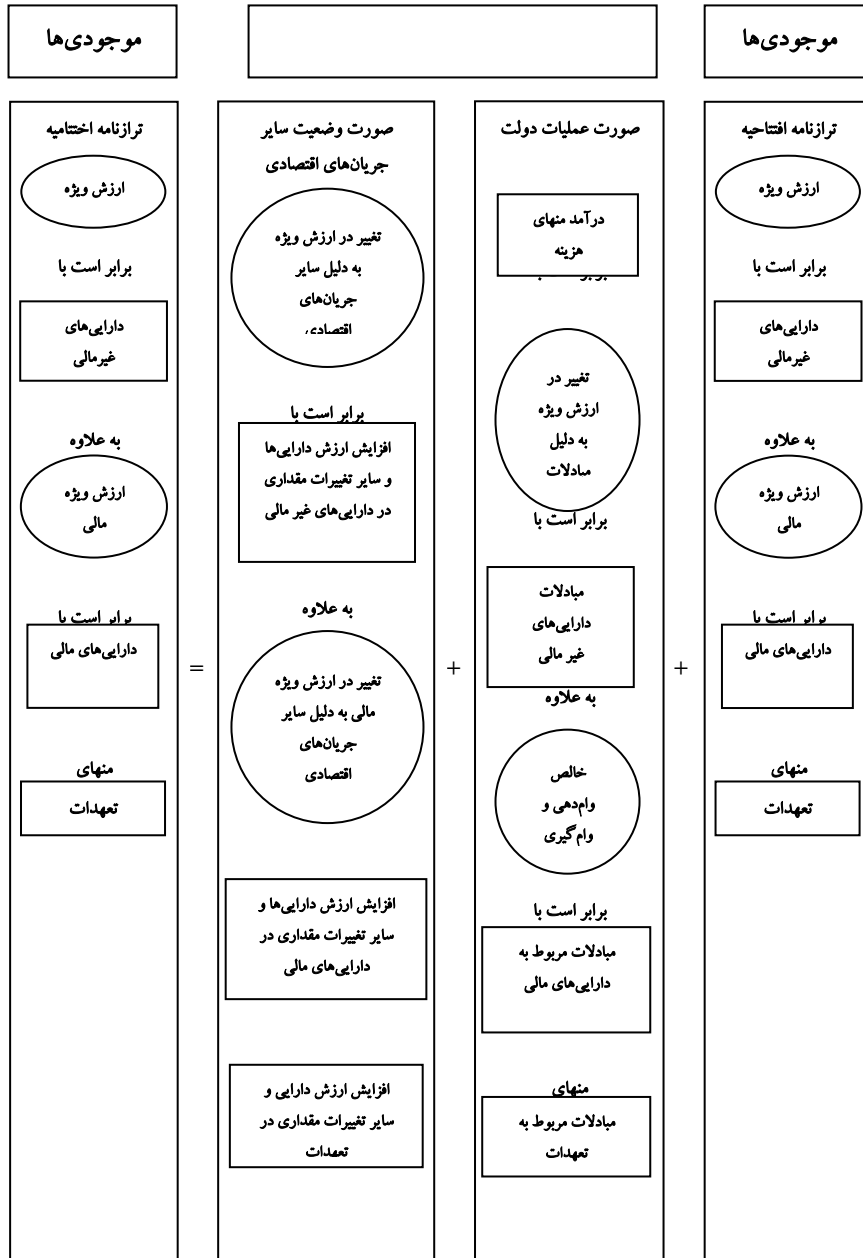 موجودی‌ها
موجودی‌ها
ترازنامه افتتاحیه
ارزش ویژه
برابر است با
دارایی‌های
غیرمالی
به علاوه
ارزش ویژه
مالی
برابر است با
دارایی‌های مالی
منهای
تعهدات
+
صورت عملیات دولت
درآمد منهای
هزینه
تغییر در
ارزش ویژه
به دلیل
مبادلات
برابر است با
مبادلات
دارایی‌های
غیر مالی
به علاوه
خالص
وام‌دهی و
وام‌گیری
برابر است با
مبادلات مربوط به
دارایی‌های مالی
منهای
مبادلات مربوط به
تعهدات
+
صورت وضعیت سایر
جریان‌های اقتصادی
تغییر در ارزش ویژه
به دلیل سایر
جریان‌های
اقتصادی
برابر است با
افزایش ارزش دارایی‌ها
و سایر تغییرات مقداری
در دارایی‌های غیر مالی
به علاوه
تغییر در ارزش ویژه
مالی به دلیل سایر
جریان‌های
اقتصادی
افزایش ارزش دارایی‌ها و
سایر تغییرات مقداری در
دارایی‌های مالی
افزایش ارزش دارایی و
سایر تغییرات مقداری در
تعهدات
=
ترازنامه اختتامیه
ارزش ویژه
برابر است با
دارایی‌های
غیرمالی
به علاوه
ارزش ویژه
مالی
برابر است با
دارایی‌های مالی
منهای
تعهدات